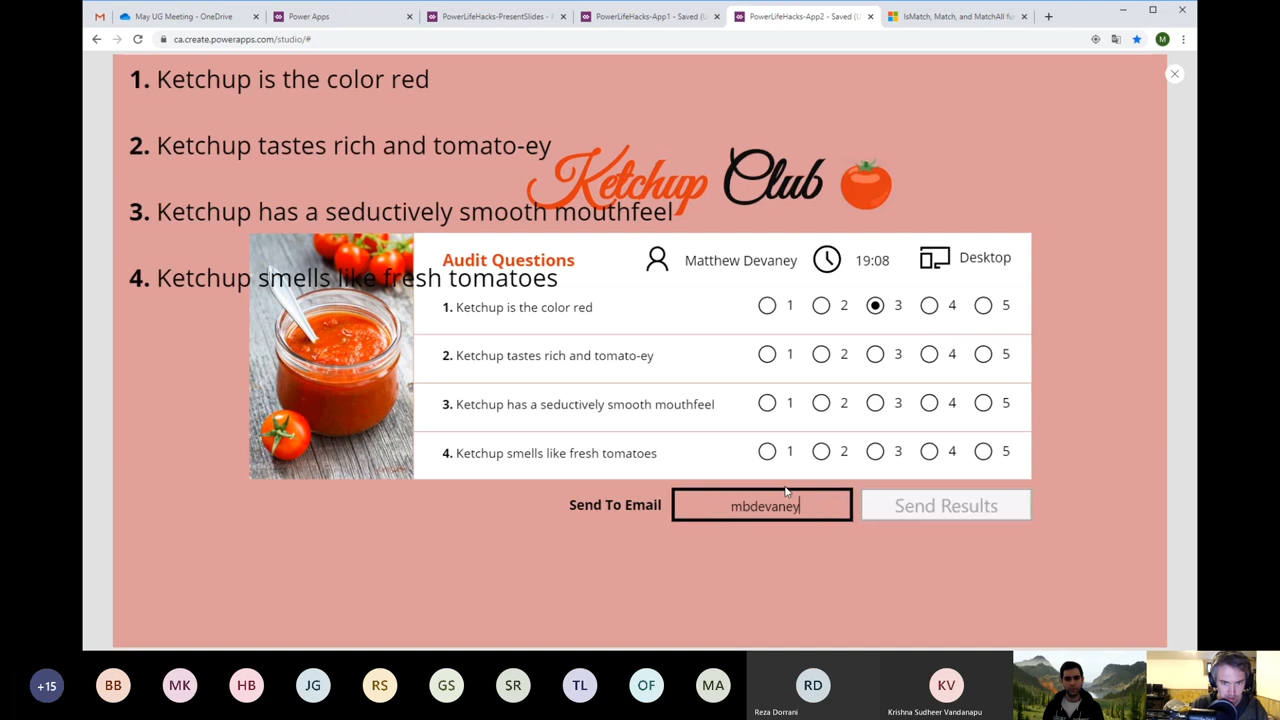 May UG Meeting - OneDrive
Power Apps
PowerLifeHacks-PresentSlides -
PowerLifeHacks-App1 - Saved (
PowerLifeHacks-App2 - Saved (U
IsMatch, Match, and MatchAll fu
ca.create.powerapps.com/studio/#
M
1. Ketchup is the color red
2. Ketchup tastes rich and tomato-ey
Ketchup Club
3. Ketchup has a seductively smooth mouthfeel
Audit Questions
Matthew Devaney
19:08
Desktop
4. Ketchup smells like fresh tomatoes
1. Ketchup is the color red 1 2 3 4 5
2. Ketchup tastes rich and tomato-ey 1 2 3 4 5
3. Ketchup has a seductively smooth mouthfeel 1 2 3 4 5
4. Ketchup smells like fresh tomatoes 1 2 3 4 5
Send To Email mbdevaney Send Results
+15 BB MK HB JG RS GS SR TL OF MA RD KV
Reza Dorrani
Krishna Sudheer Vandanapu